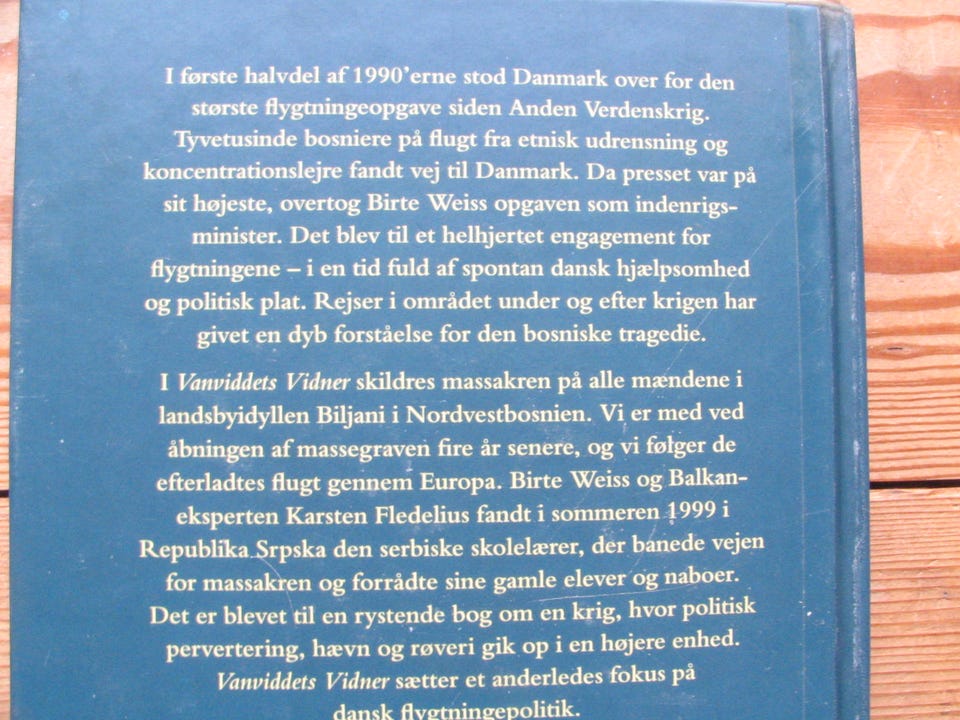 I første halvdel af 1990'erne stod Danmark over for den
største flygtningeopgave siden Anden Verdenskrig.
Tyvetusinde bosniere på flugt fra etnisk udrensning og
koncentrationslejre fandt vej til Danmark. Da presset var på
sit højeste, overtog Birte Weiss opgaven som indenrigs-
minister. Det blev til et helhjertet engagement for
flygtningene – i en tid fuld af spontan dansk hjælpsomhed
og politisk plat. Rejser i området under og efter krigen har
givet en dyb forståelse for den bosniske tragedie.
I Vanviddets Vidner skildres massakren på alle mændene i
landsbyidyllen Biljani i Nordvestbosnien. Vi er med ved
åbningen af massegraven fire år senere, og vi følger de
efterladtes flugt gennem Europa. Birte Weiss og Balkan-
eksperten Karsten Fledelius fandt i sommeren 1999 i
Republika Srpska den serbiske skolelærer, der banede vejen
for massakren og forrådte sine gamle elever og naboer.
Det er blevet til en rystende bog om en krig, hvor politisk
pervertering, hævn og røveri gik op i en højere enhed.
Vanviddets Vidner sætter et anderledes fokus på
dansk flygtningepolitik.